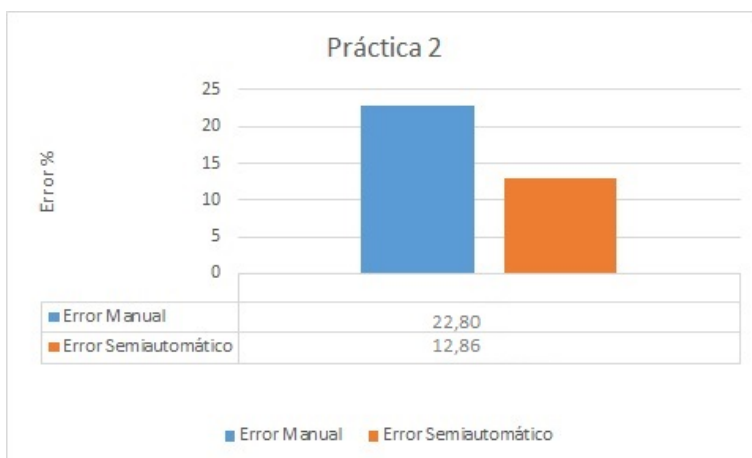 Práctica 2
Error %
25
20
15
10
5
0
Error Manual 22,80
Error Semiautomático 12,86
Error Manual Error Semiautomático